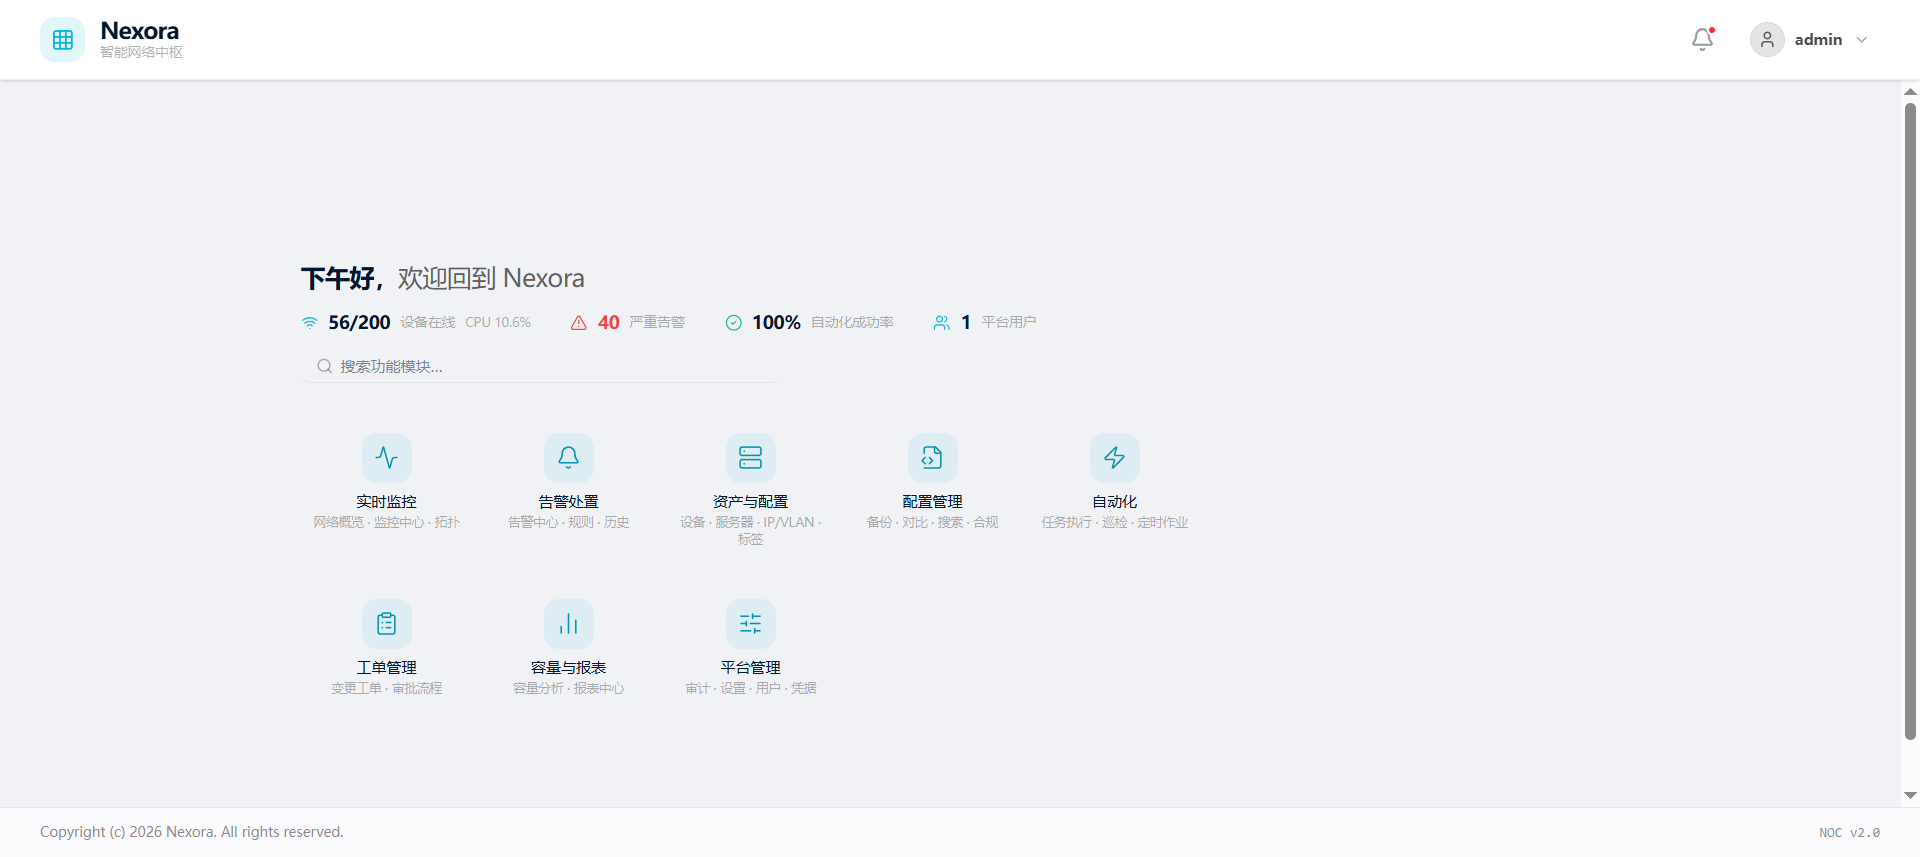 Nexora
智能网络中枢
admin
下午好，欢迎回到 Nexora
56/200 设备在线 CPU 10.6% 40 严重告警 100% 自动化成功率 1 平台用户
搜索功能模块...
实时监控
网络概览 · 监控中心 · 拓扑
告警处置
告警中心 · 规则 · 历史
资产与配置
设备 · 服务器 · IP/VLAN ·
标签
配置管理
备份 · 对比 · 搜索 · 合规
自动化
任务执行 · 巡检 · 定时作业
工单管理
变更工单 · 审批流程
容量与报表
容量分析 · 报表中心
平台管理
审计 · 设置 · 用户 · 凭据
Copyright (c) 2026 Nexora. All rights reserved.
NOC v2.0